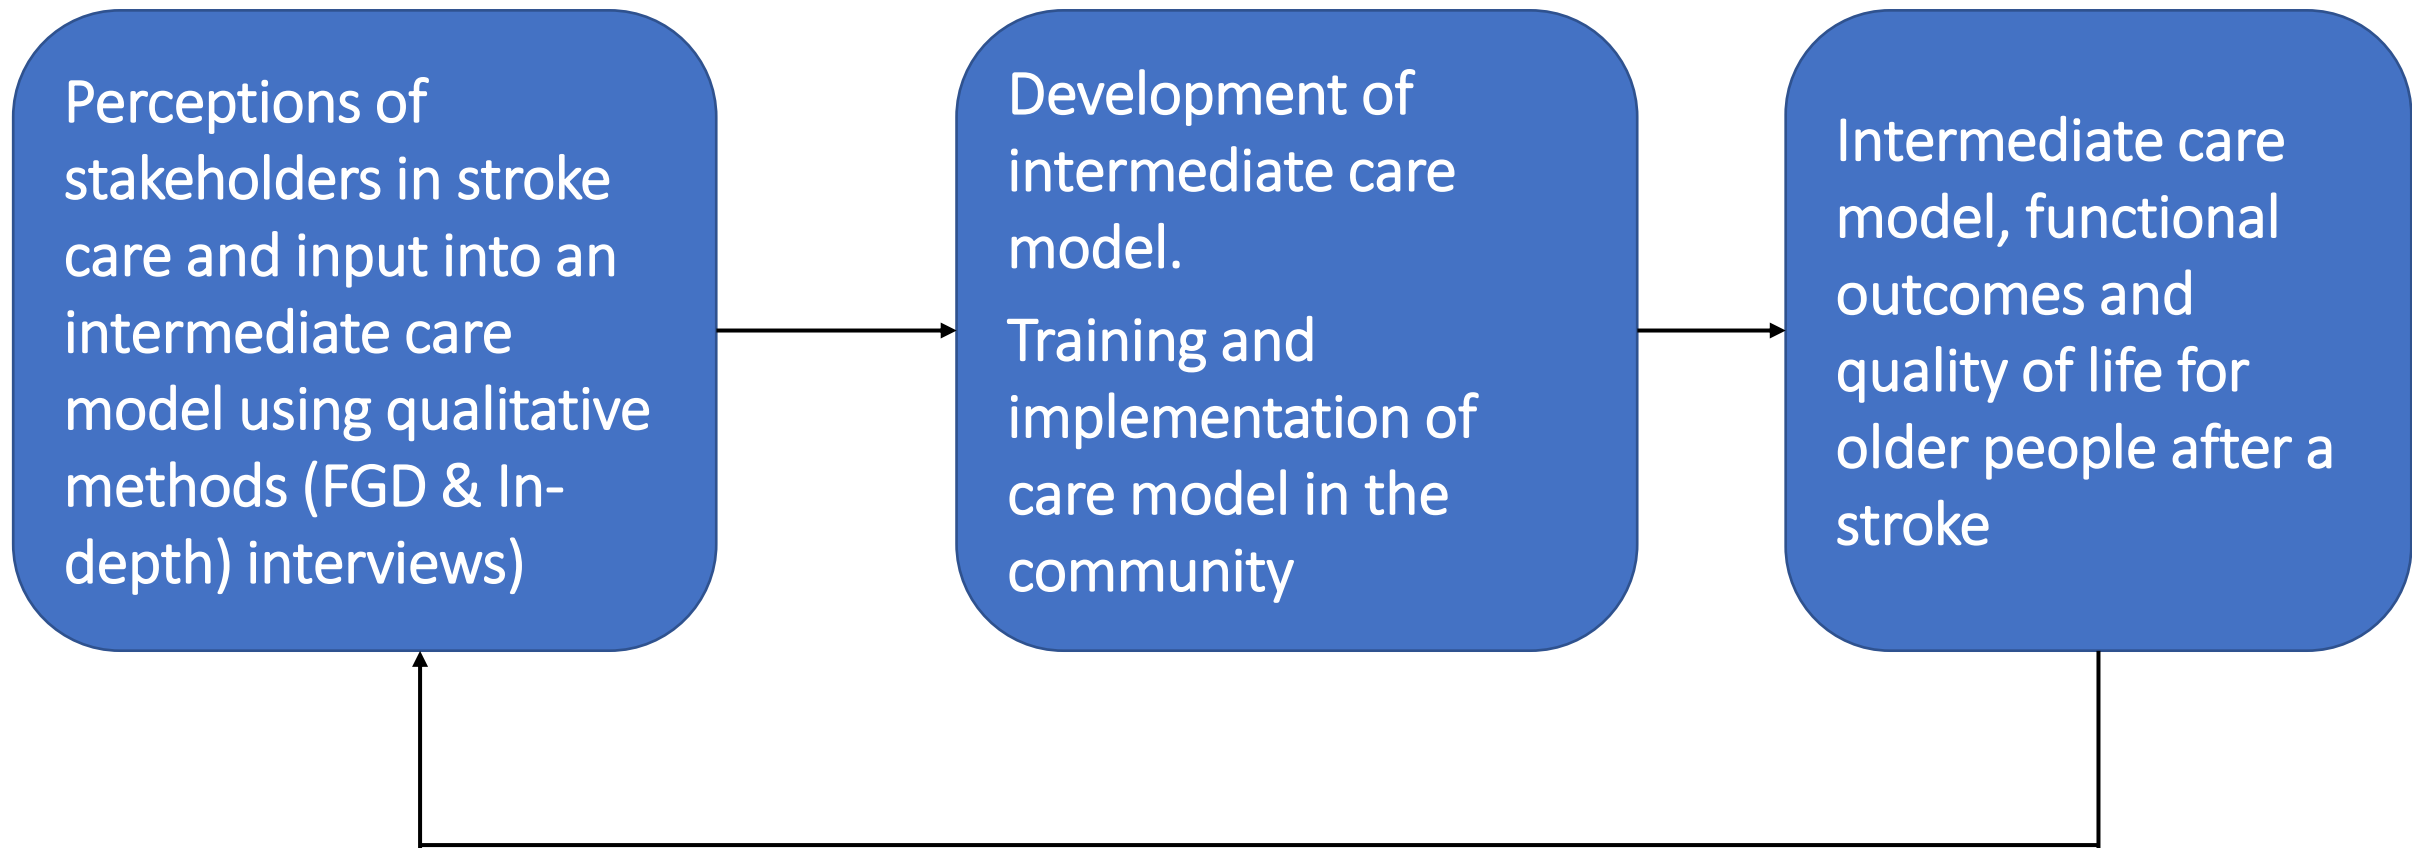 Perceptions of
stakeholders in stroke
care and input into an
intermediate care
model using qualitative
methods (FGD & In-
depth) interviews)
Development of
intermediate care
model.
Training and
implementation of
care model in the
community
Intermediate care
model, functional
outcomes and
quality of life for
older people after a
stroke